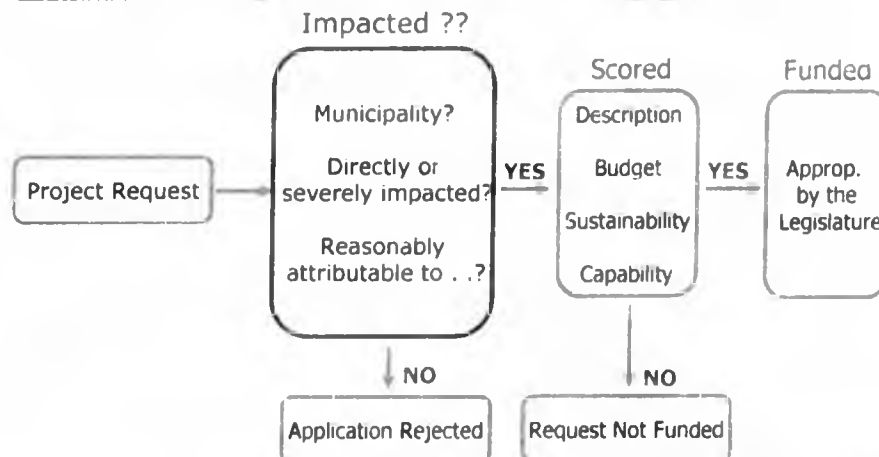 Impacted ??
Scored
Funded
Municipality?
Description
Project Request
Directly or
severely impacted?
YES
Budget
YES
Approp.
by the
Legislature
Sustainability
Reasonably
attributable to . .?
Capability
NO
NO
Application Rejected
Request Not Funded